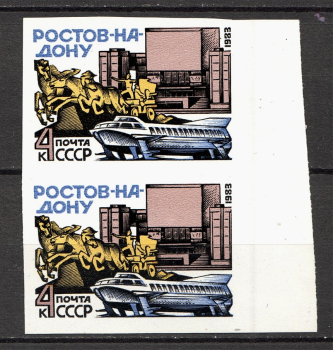 РОСТОВ-НА-
ДОНУ
1983
4 ПОЧТА
К СССР
РОСТОВ-НА-
ДОНУ
1983
4 ПОЧТА
К СССР